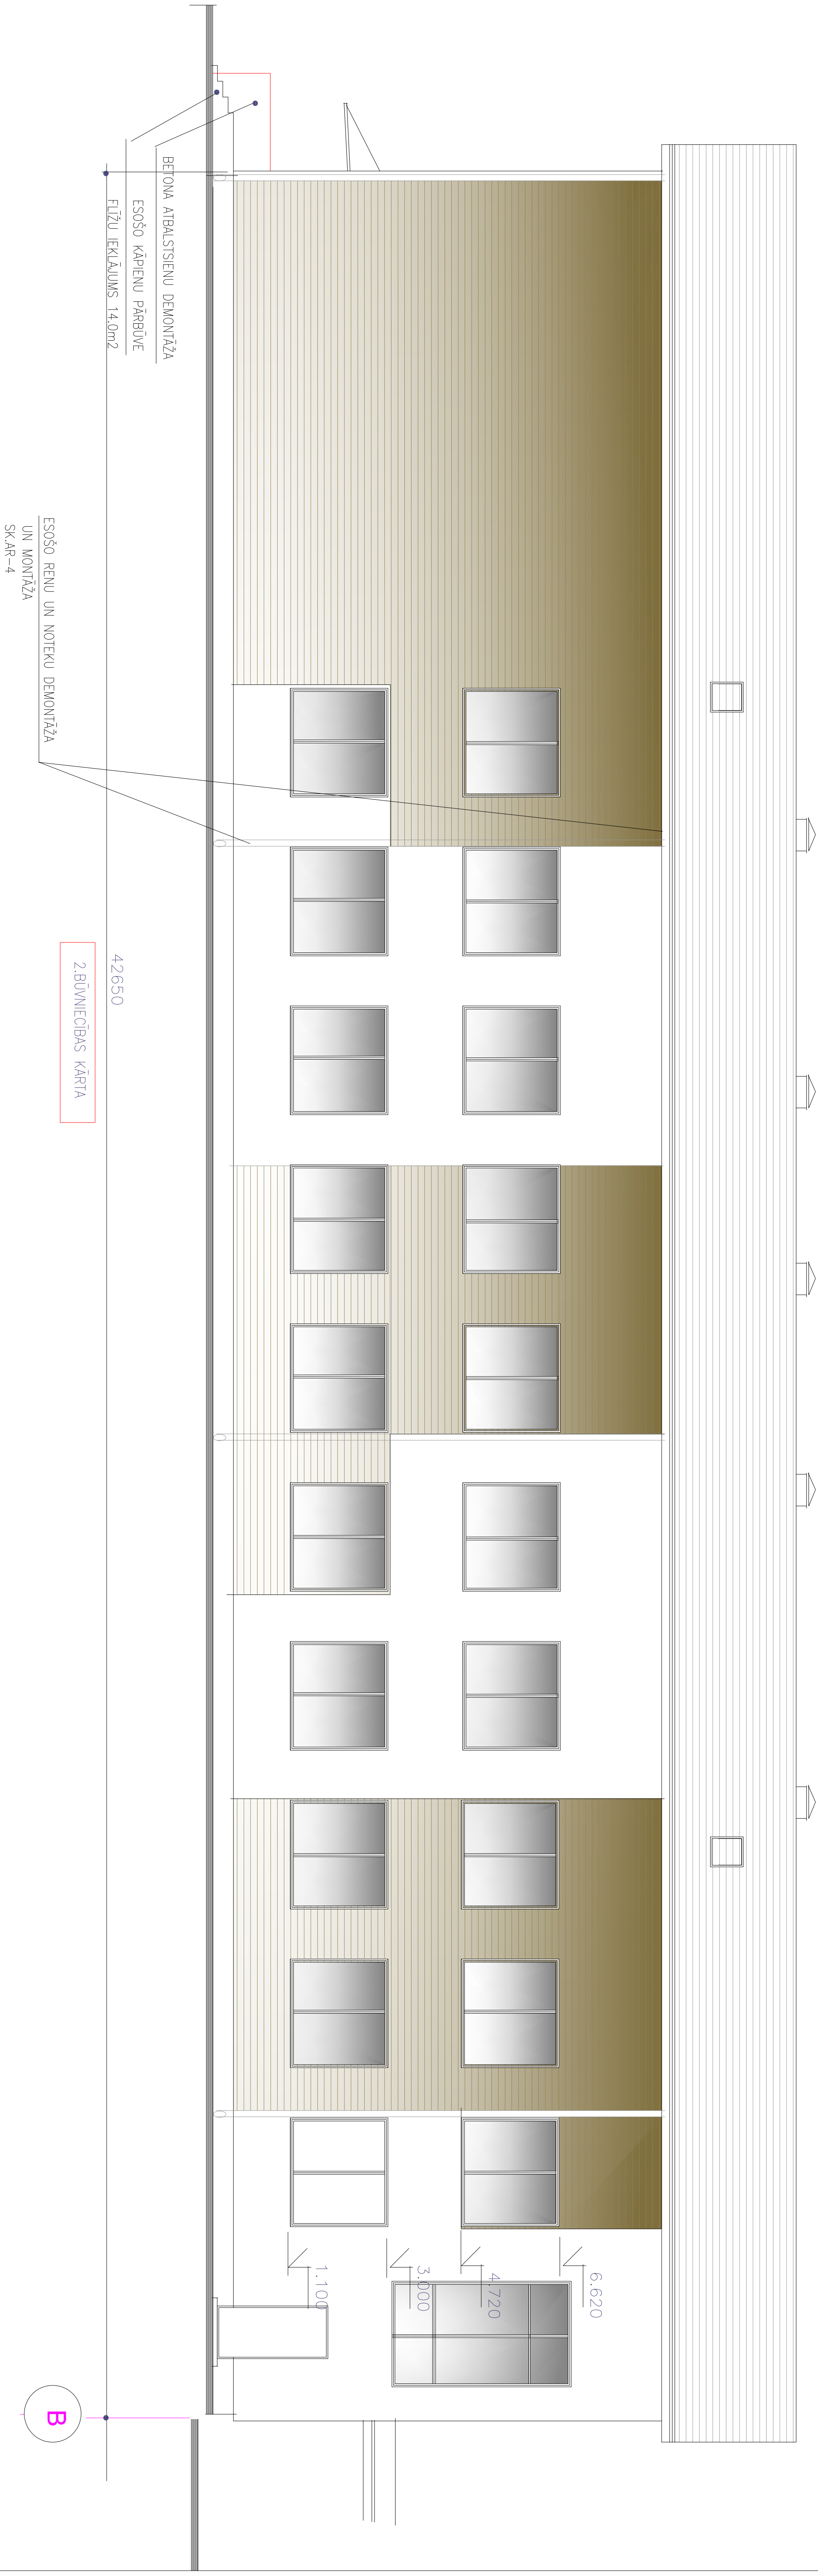 BETONA ATBALSTSIENU DEMONTĀŽA
ESOŠO KĀPIENU PĀRBŪVE
FLĪŽU IEKLĀJUMS 14.0m2
ESOŠO RENU UN NOTEKU DEMONTĀŽA
UN MONTĀŽA
SK.AR-4
42650
2.BŪVNIECĪBAS KĀRTA
6.620
4.720
3.000
1.100
B